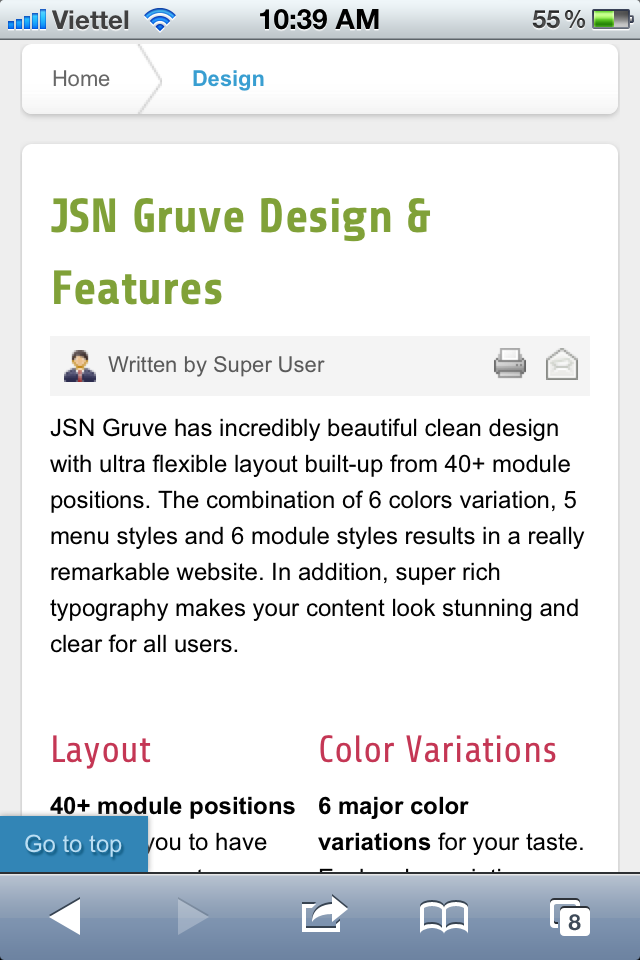 Viettel 10:39 AM 55 %
Home Design
JSN Gruve Design &
Features
Written by Super User
JSN Gruve has incredibly beautiful clean design
with ultra flexible layout built-up from 40+ module
positions. The combination of 6 colors variation, 5
menu styles and 6 module styles results in a really
remarkable website. In addition, super rich
typography makes your content look stunning and
clear for all users.
Layout
40+ module positions
you to have
Color Variations
6 major color
variations for your taste.
Go to top
8